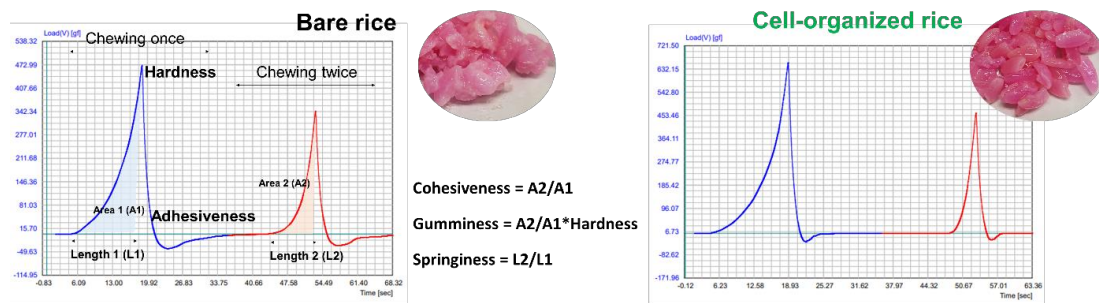 Bare rice
Load(V) [gf]
Chewing once
538.32
472.99
407.66
342.34
277.01
211.68
146.36
81.03
15.70
-49.63
-114.95
Hardness
Chewing twice
Area 1 (A1)
Area 2 (A2)
Adhesiveness
Length 1 (L1)
Length 2 (L2)
-0.83
6.09
13.00
19.92
26.83
33.75
40.66
47.58
54.49
61.40
68.32
Time [sec]
Cohesiveness = A2/A1
Gumminess = A2/A1*Hardness
Springiness = L2/L1
Cell-organized rice
Load(V) [gf]
721.50
632.15
542.80
453.46
364.11
274.77
185.42
96.07
6.73
-82.62
-171.96
-0.12
6.23
12.58
18.93
25.27
31.62
37.97
44.32
50.67
57.01
63.36
Time [sec]